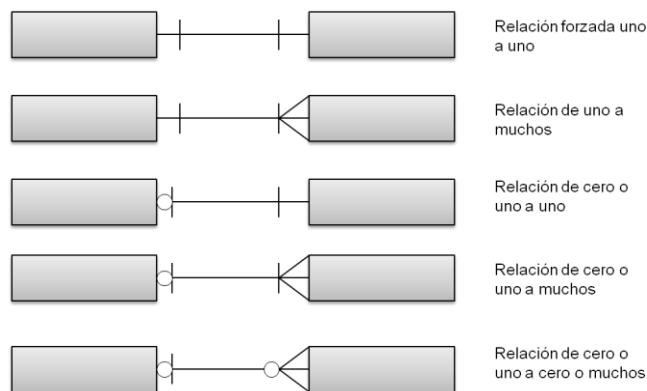 Relación forzada uno
a uno
Relación de uno a
muchos
Relación de cero o
uno a uno
Relación de cero o
uno a muchos
Relación de cero o
uno a cero o muchos